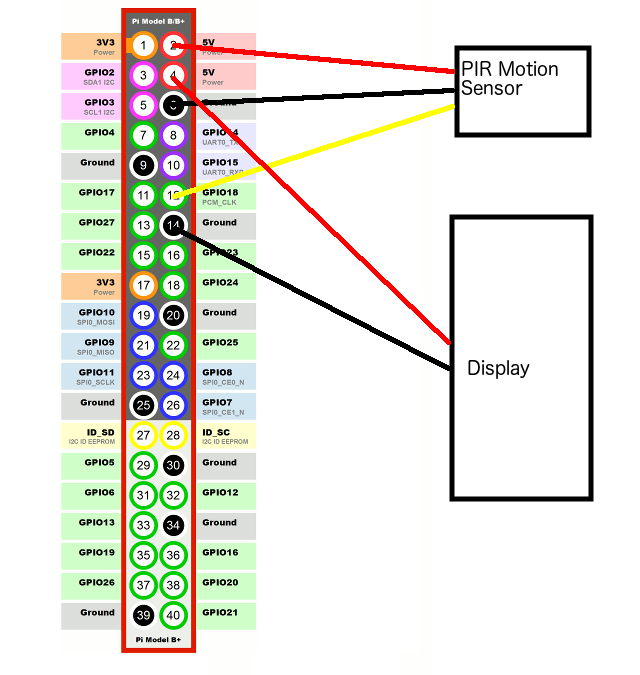 Pi Model B/B+
3V3
Power
1
2
5V
Power
PIR Motion
Sensor
GPIO2
SDA1 I2C
3
4
5V
Power
GPIO3
SCL1 I2C
5
6
Ground
GPIO4
7
8
UART0_TX
Ground
9
10
GPIO15
GPIO17
11
12
GPIO18
PCM_CLK
GPIO27
13
14
Ground
GPIO22
15
16
GPIO23
3V3
Power
17
18
GPIO24
GPIO10
SPI0_MOSI
19
20
Ground
GPIO9
SPI0_MISO
21
22
GPIO25
Display
GPIO11
SPI0_SCLK
23
24
GPIO8
SPI0_CE0_N
Ground
25
26
GPIO7
SPI0_CE1_N
ID_SD
I2C ID EEPROM
27
28
ID_SC
I2C ID EEPROM
GPIO5
29
30
Ground
GPIO6
31
32
GPIO12
GPIO13
33
34
Ground
GPIO19
35
36
GPIO16
GPIO26
37
38
GPIO20
Ground
39
40
GPIO21
Pi Model B+